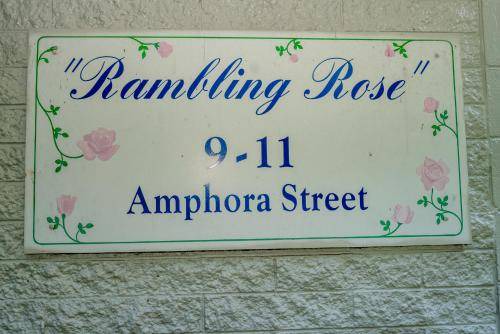 "Rambling Rose"
9-11
Amphora Street